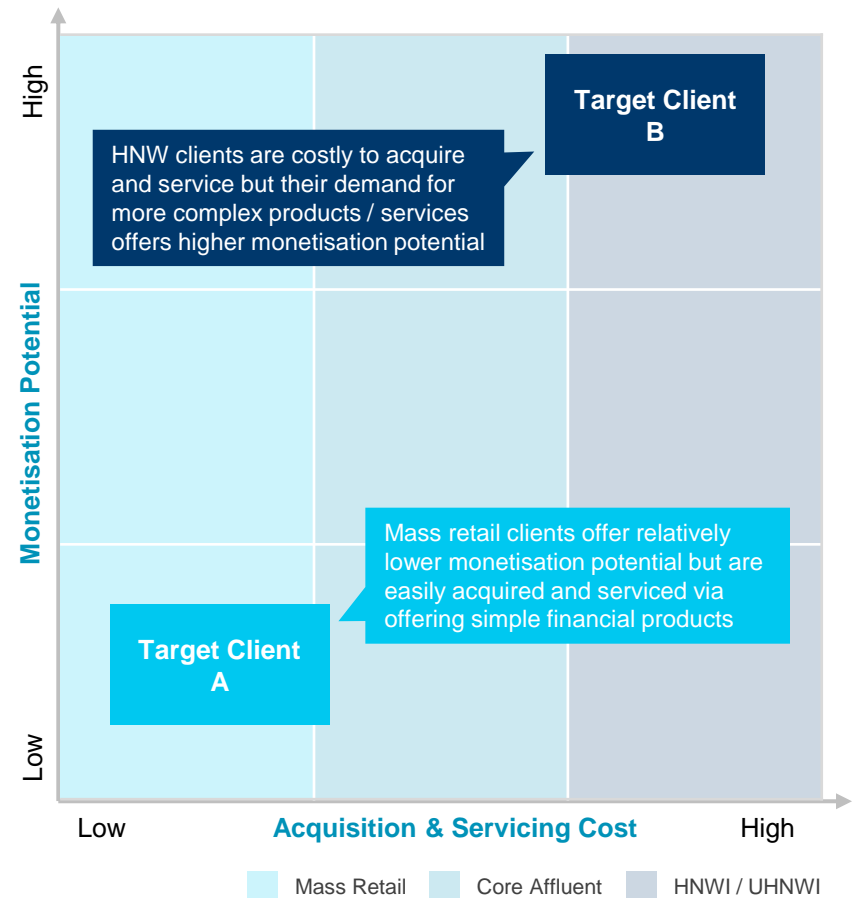 High
Target Client
B
HNW clients are costly to acquire
and service but their demand for
more complex products / services
offers higher monetisation potential
Monetisation Potential
Mass retail clients offer relatively
lower monetisation potential but are
easily acquired and serviced via
offering simple financial products
Target Client
A
Low
Low
Acquisition & Servicing Cost
High
Mass Retail
Core Affluent
HNWI / UHNWI